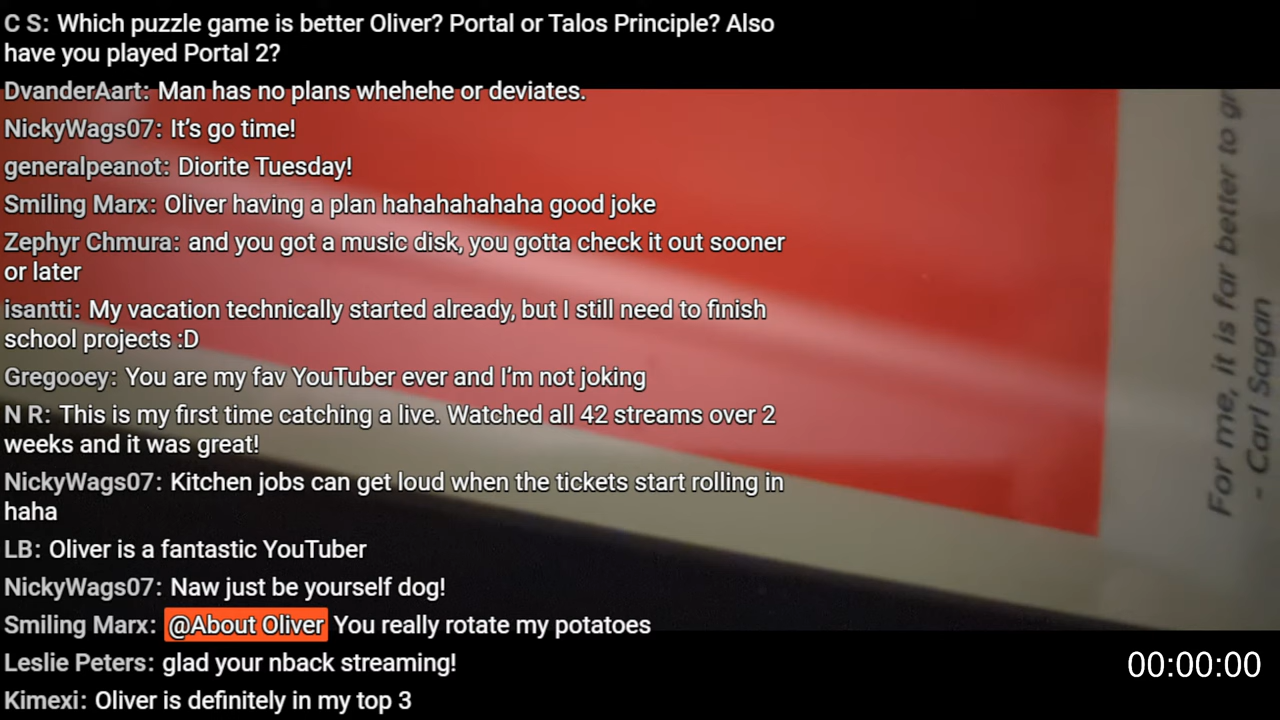 C S: Which puzzle game is better Oliver? Portal or Talos Principle? Also
have you played Portal 2?
DvanderAart: Man has no plans whehehe or deviates.
NickyWags07: It's go time!
generalpeanot: Diorite Tuesday!
Smiling Marx: Oliver having a plan hahahahahaha good joke
Zephyr Chmura: and you got a music disk, you gotta check it out sooner
or later
isantti: My vacation technically started already, but I still need to finish
school projects :D
Gregooey: You are my fav YouTuber ever and I'm not joking
N R: This is my first time catching a live. Watched all 42 streams over 2
weeks and it was great!
NickyWags07: Kitchen jobs can get loud when the tickets start rolling in
haha
LB: Oliver is a fantastic YouTuber
NickyWags07: Naw just be yourself dog!
Smiling Marx: @About Oliver You really rotate my potatoes
Leslie Peters: glad your nback streaming!
Kimexi: Oliver is definitely in my top 3
For me, it is far better to gr
- Carl Sagan
00:00:00